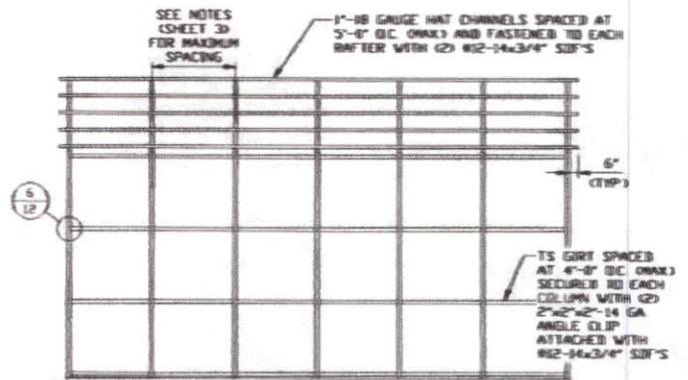 SEE NOTES
(SHEET 3)
FOR MAXIMUM
SPACING
1"-18 GAUGE HAT CHANNELS SPACED AT
5'-0" O.C. (MAX) AND FASTENED TO EACH
RAFTER WITH (2) #12-14x3/4" SDF'S
6"
(TYP)
6
12
TS GIRT SPACED
AT 4'-0" O.C. (MAX)
SECURED TO EACH
COLUMN WITH (2)
2"x2"x2"-14 GA
ANGLE CLIP
ATTACHED WITH
#12-14x3/4" SDF'S